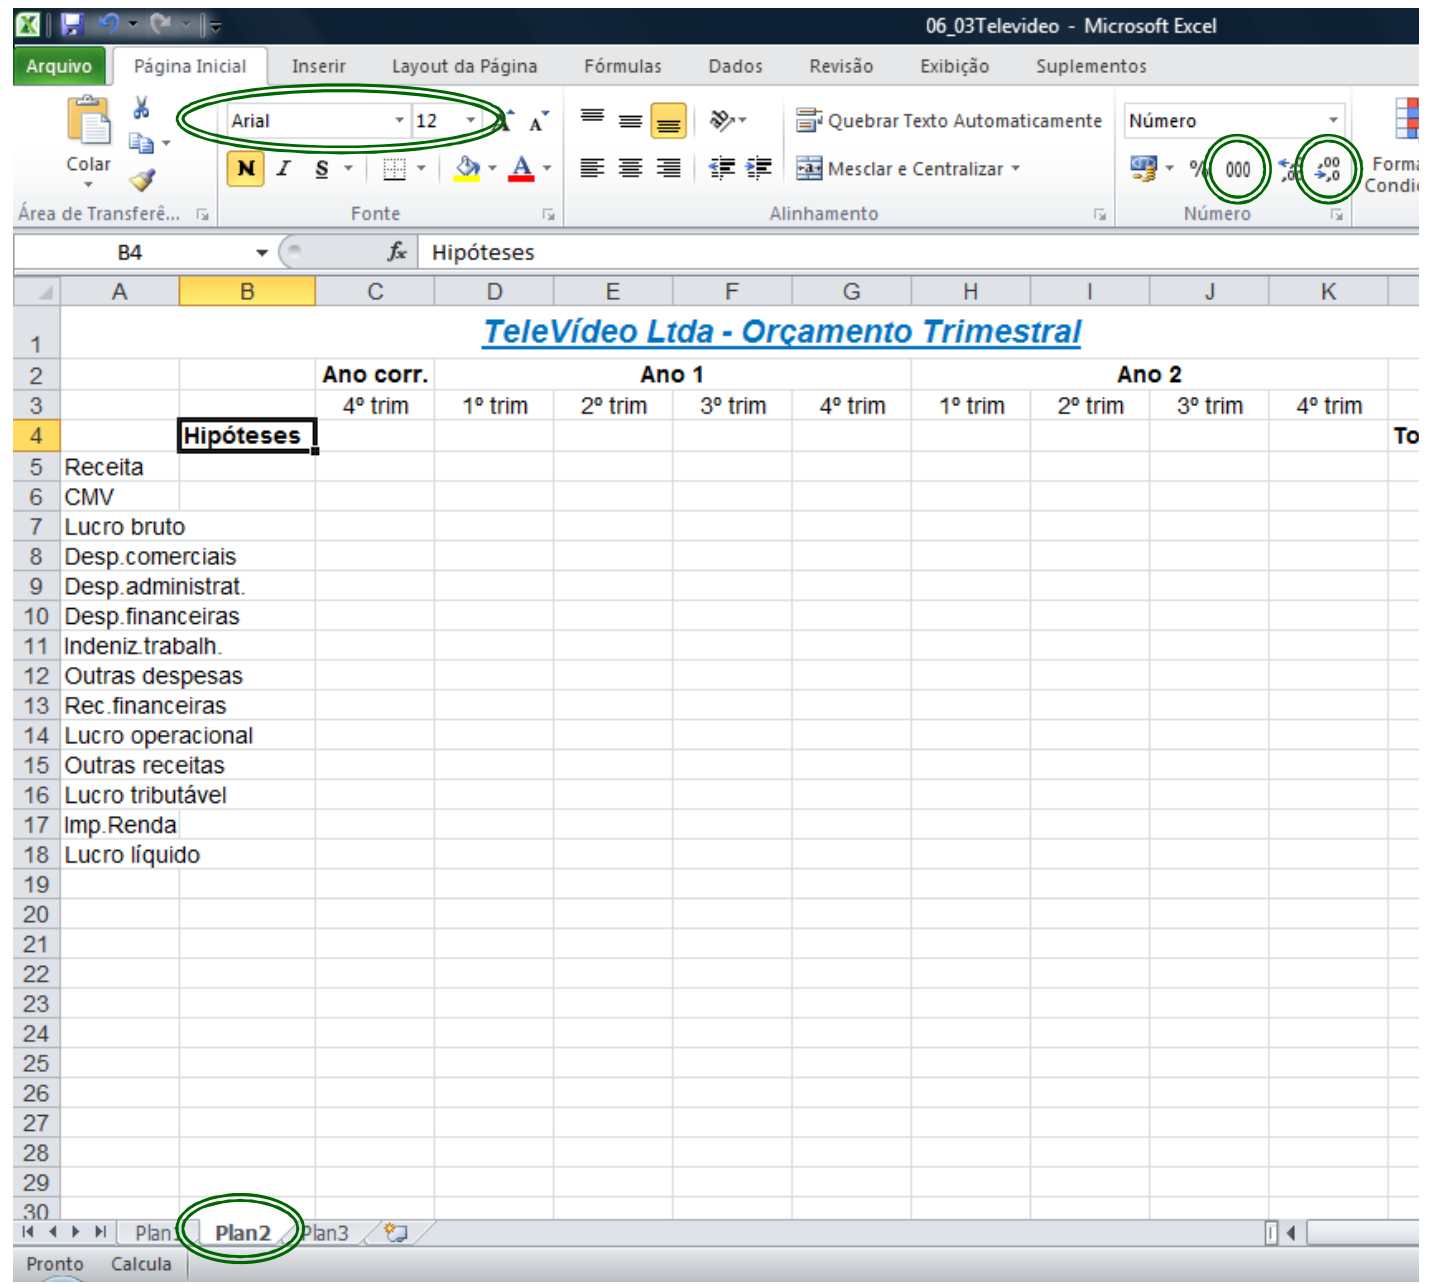 06_03Televideo - Microsoft Excel
Arquivo Página Inicial Inserir Layout da Página Fórmulas Dados Revisão Exibição Suplementos
Arial 12 A A Quebrar Texto Automaticamente Número
Colar N I S A Mesclar e Centralizar % 000 ,00 ,0
Condi
Área de Transferê... Fonte Alinhamento Número
B4 fx Hipóteses
A B C D E F G H I J K
1 TeleVídeo Ltda - Orçamento Trimestral
2 Ano corr. Ano 1 Ano 2
3 4º trim 1º trim 2º trim 3º trim 4º trim 1º trim 2º trim 3º trim 4º trim
4 Hipóteses To
5 Receita
6 CMV
7 Lucro bruto
8 Desp.comerciais
9 Desp.administrat.
10 Desp.financeiras
11 Indeniz.trabalh.
12 Outras despesas
13 Rec.financeiras
14 Lucro operacional
15 Outras receitas
16 Lucro tributável
17 Imp.Renda
18 Lucro líquido
19
20
21
22
23
24
25
26
27
28
29
30
Plan1 Plan2 Plan3
Pronto Calcula